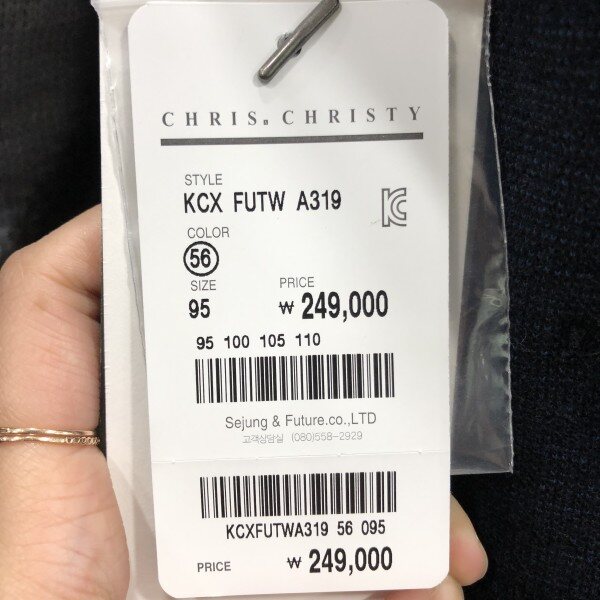 CHRIS. CHRISTY
STYLE
KCX FUTW A319
COLOR
56
SIZE PRICE
95 ₩ 249,000
95 100 105 110
Sejung & Future.co.,LTD
고객상담실 (080)558-2929
KCXFUTWA319 56 095
PRICE ₩ 249,000